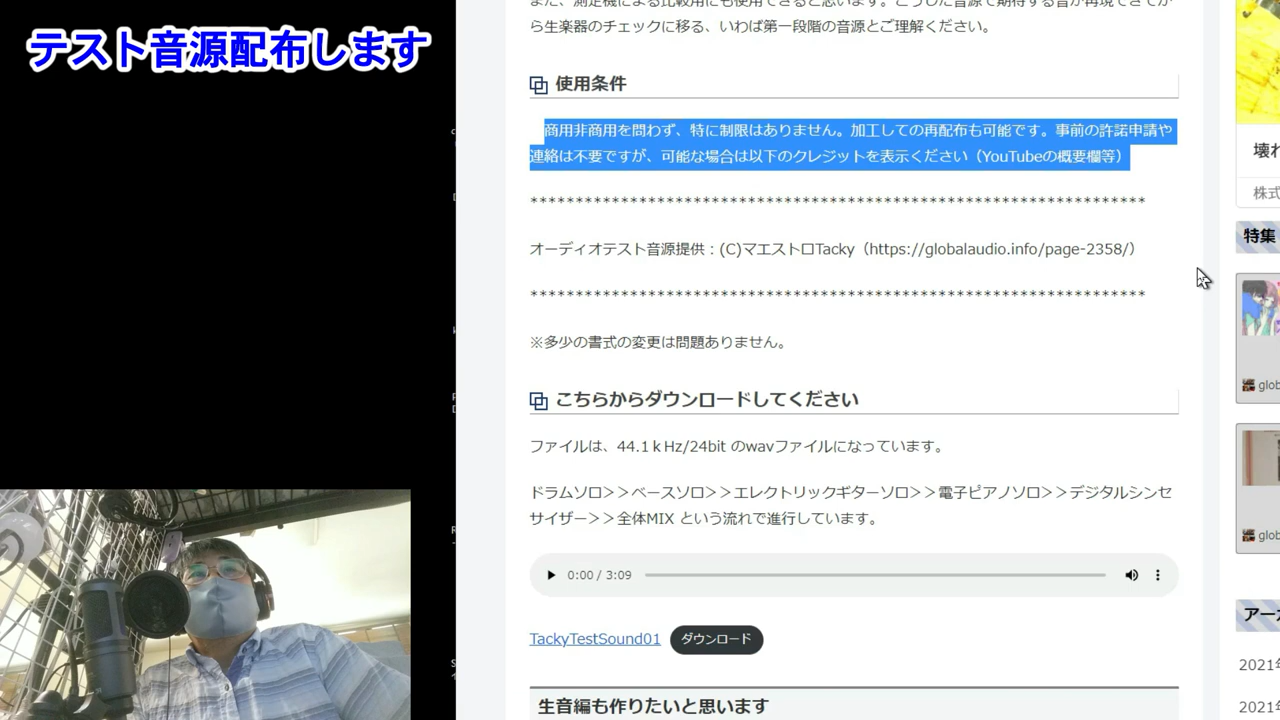 テスト音源配布します
また、測定機による比較用にも使用できると思います。こうした音源で期待する音が再現できてか
ら生楽器のチェックに移る、いわば第一段階の音源とご理解ください。
使用条件
商用非商用を問わず、特に制限はありません。加工しての再配布も可能です。事前の許諾申請や
連絡は不要ですが、可能な場合は以下のクレジットを表示ください（YouTubeの概要欄等）
********************************************************************
オーディオテスト音源提供：(C)マエストロTacky（https://globalaudio.info/page-2358/）
********************************************************************
※多少の書式の変更は問題ありません。
こちらからダウンロードしてください
ファイルは、44.1ｋHz/24bit のwavファイルになっています。
ドラムソロ＞＞ベースソロ＞＞エレクトリックギターソロ＞＞電子ピアノソロ＞＞デジタルシンセ
サイザー＞＞全体MIX という流れで進行しています。
0:00 / 3:09
TackyTestSound01 ダウンロード
生音編も作りたいと思います
壊れ
株式
特集
glob
glob
アーカ
2021年
2021年